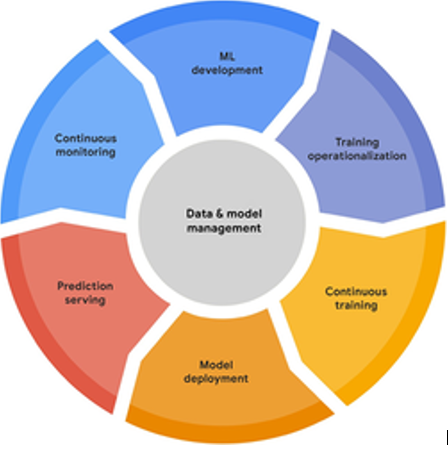 ML
development
Training
operationalization
Continuous
training
Model
deployment
Prediction
serving
Continuous
monitoring
Data & model
management